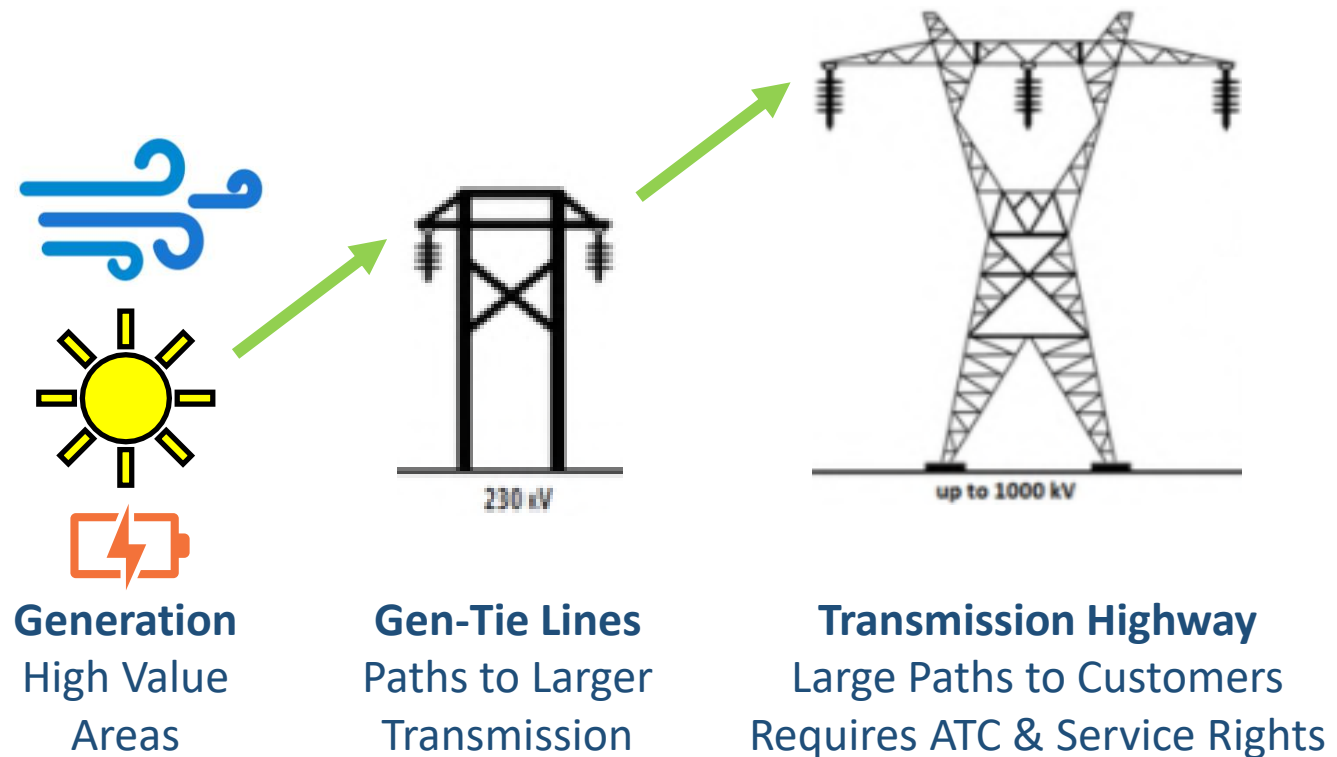 230 kV
up to 1000 kV
Generation
High Value
Areas
Gen-Tie Lines
Paths to Larger
Transmission
Transmission Highway
Large Paths to Customers
Requires ATC & Service Rights